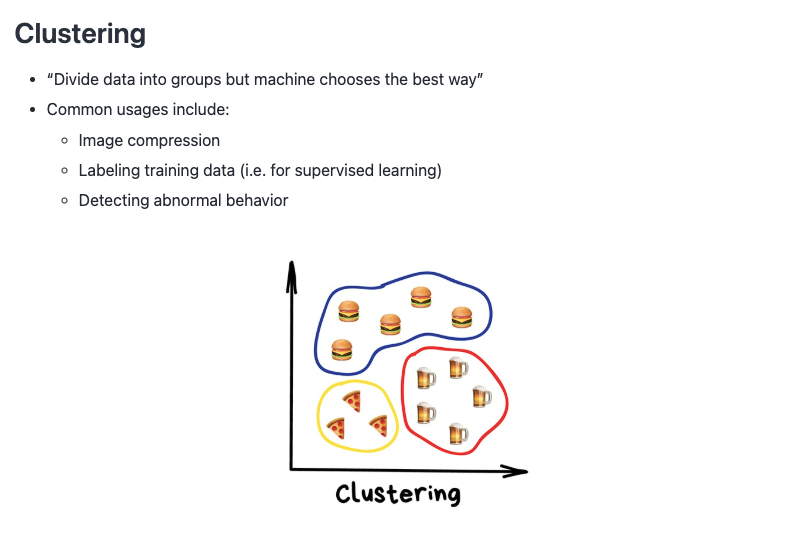 Clustering
• “Divide data into groups but machine chooses the best way”
• Common usages include:
◦ Image compression
◦ Labeling training data (i.e. for supervised learning)
◦ Detecting abnormal behavior
Clustering